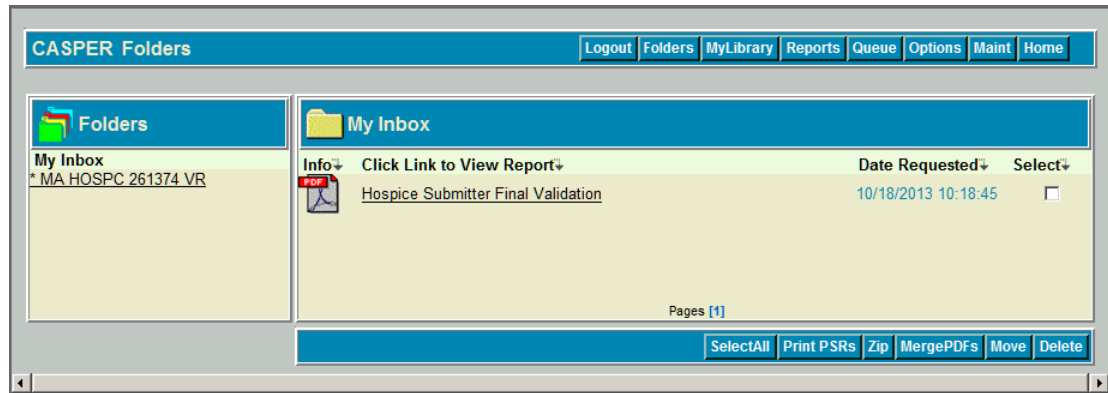 CASPER Folders
Logout Folders MyLibrary Reports Queue Options Maint Home
Folders
My Inbox
* MA HOSPC 261374 VR
My Inbox
Info Click Link to View Report Date Requested Select
PDF
Hospice Submitter Final Validation 10/18/2013 10:18:45
Pages [1]
SelectAll Print PSRs Zip MergePDFs Move Delete